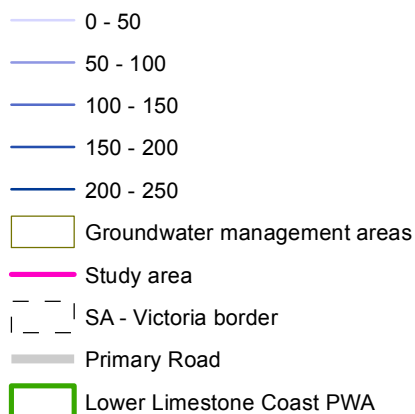 0 - 50
50 - 100
100 - 150
150 - 200
200 - 250
Groundwater management areas
Study area
SA - Victoria border
Primary Road
Lower Limestone Coast PWA